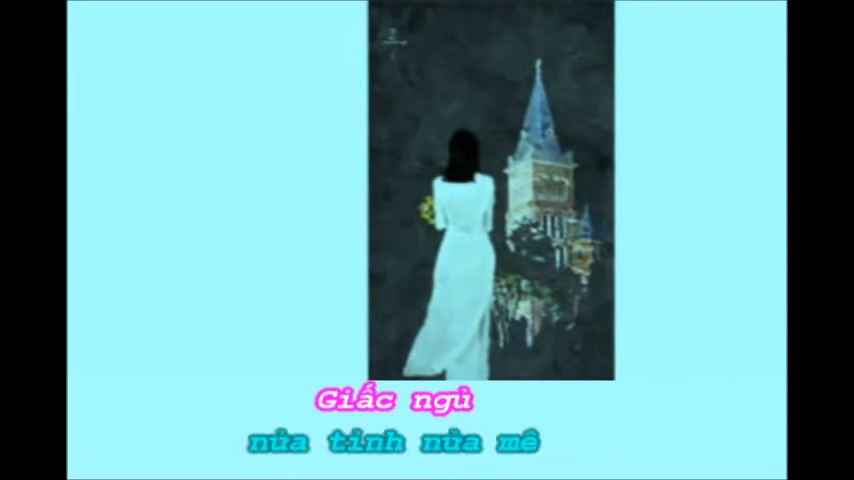 Giấc ngủ
nửa tỉnh nửa mê